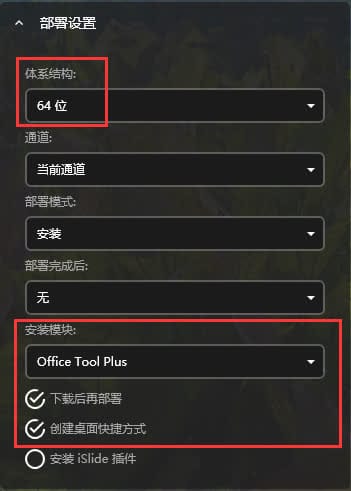 部署设置
体系结构:
64 位
通道:
当前通道
部署模式:
安装
部署完成后:
无
安装模块:
Office Tool Plus
下载后再部署
创建桌面快捷方式
安装 iSlide 插件